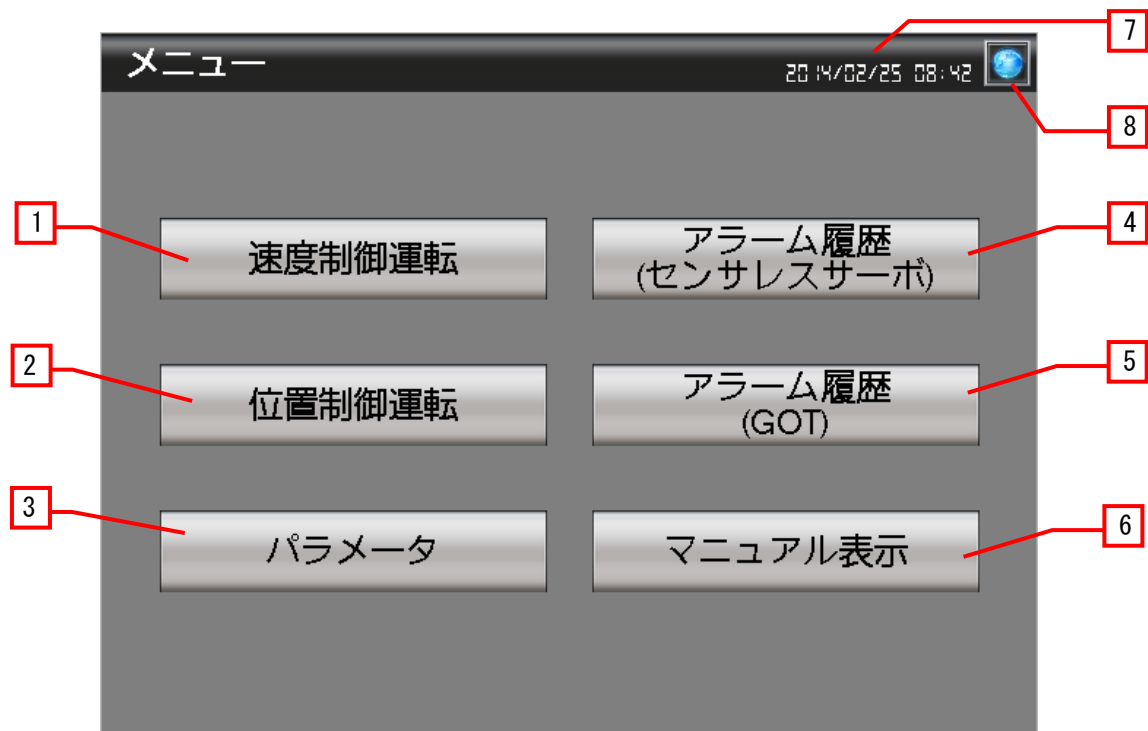 メニュー
2014/02/25 08:42
7
8
1
速度制御運転
アラーム履歴
(センサレスサーボ)
4
2
位置制御運転
アラーム履歴
(GOT)
5
3
パラメータ
マニュアル表示
6